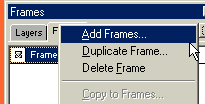 Frames
Layers F
Frame
Add Frames...
Duplicate Frame...
Delete Frame
Copy to Frames...